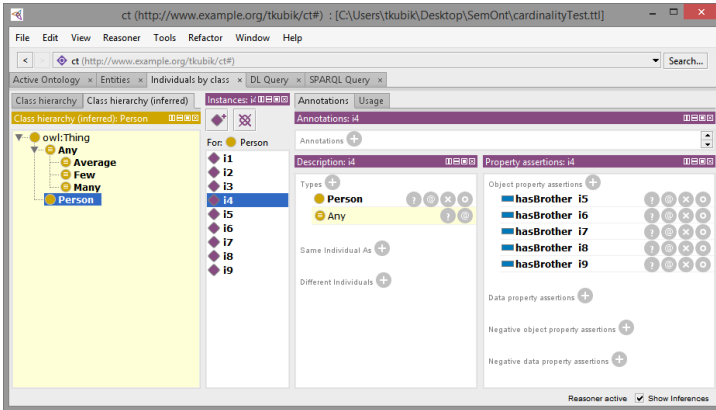 ct (http://www.example.org/tkubik/ct#) : [C:\Users\tkubik\Desktop\SemOnt\cardinalityTest.ttl]
File Edit View Reasoner Tools Refactor Window Help
< > ct (http://www.example.org/tkubik/ct#) Search...
Active Ontology × Entities × Individuals by class × DL Query × SPARQL Query ×
Class hierarchy Class hierarchy (inferred)
Class hierarchy (inferred): Person
owl:Thing
Any
Average
Few
Many
Person
Instances: i4
For: Person
i1
i2
i3
i4
i5
i6
i7
i8
i9
Annotations Usage
Annotations: i4
Annotations
Description: i4
Types
Person
Any
Same Individual As
Different Individuals
Property assertions: i4
Object property assertions
hasBrother i5
hasBrother i6
hasBrother i7
hasBrother i8
hasBrother i9
Data property assertions
Negative object property assertions
Negative data property assertions
Reasoner active Show Inferences